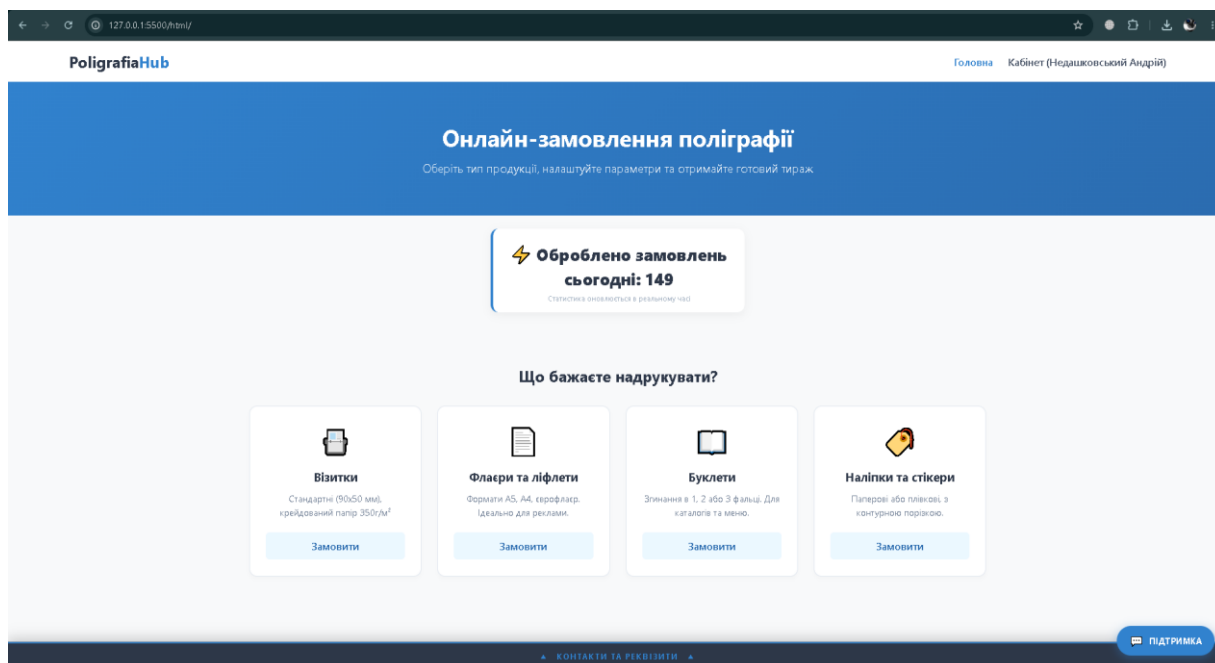 127.0.0.1:5500/html/
PoligrafiaHub
Головна Кабінет (Недашковський Андрій)
Онлайн-замовлення поліграфії
Оберіть тип продукції, налаштуйте параметри та отримайте готовий тираж
⚡ Оброблено замовлень
сьогодні: 149
Статистика оновлюється в реальному часі
Що бажаєте надрукувати?
Візитки
Стандартні (90x50 мм),
крейдований папір 350г/м²
Замовити
Флаєри та ліфлети
Формати А5, А4, єврофлаєр.
Ідеально для реклами.
Замовити
Буклети
Згинання в 1, 2 або 3 фальці. Для
каталогів та меню.
Замовити
Наліпки та стікери
Паперові або плівкові, з
контурною порізкою.
Замовити
💬 ПІДТРИМКА
▲ КОНТАКТИ ТА РЕКВІЗИТИ ▲